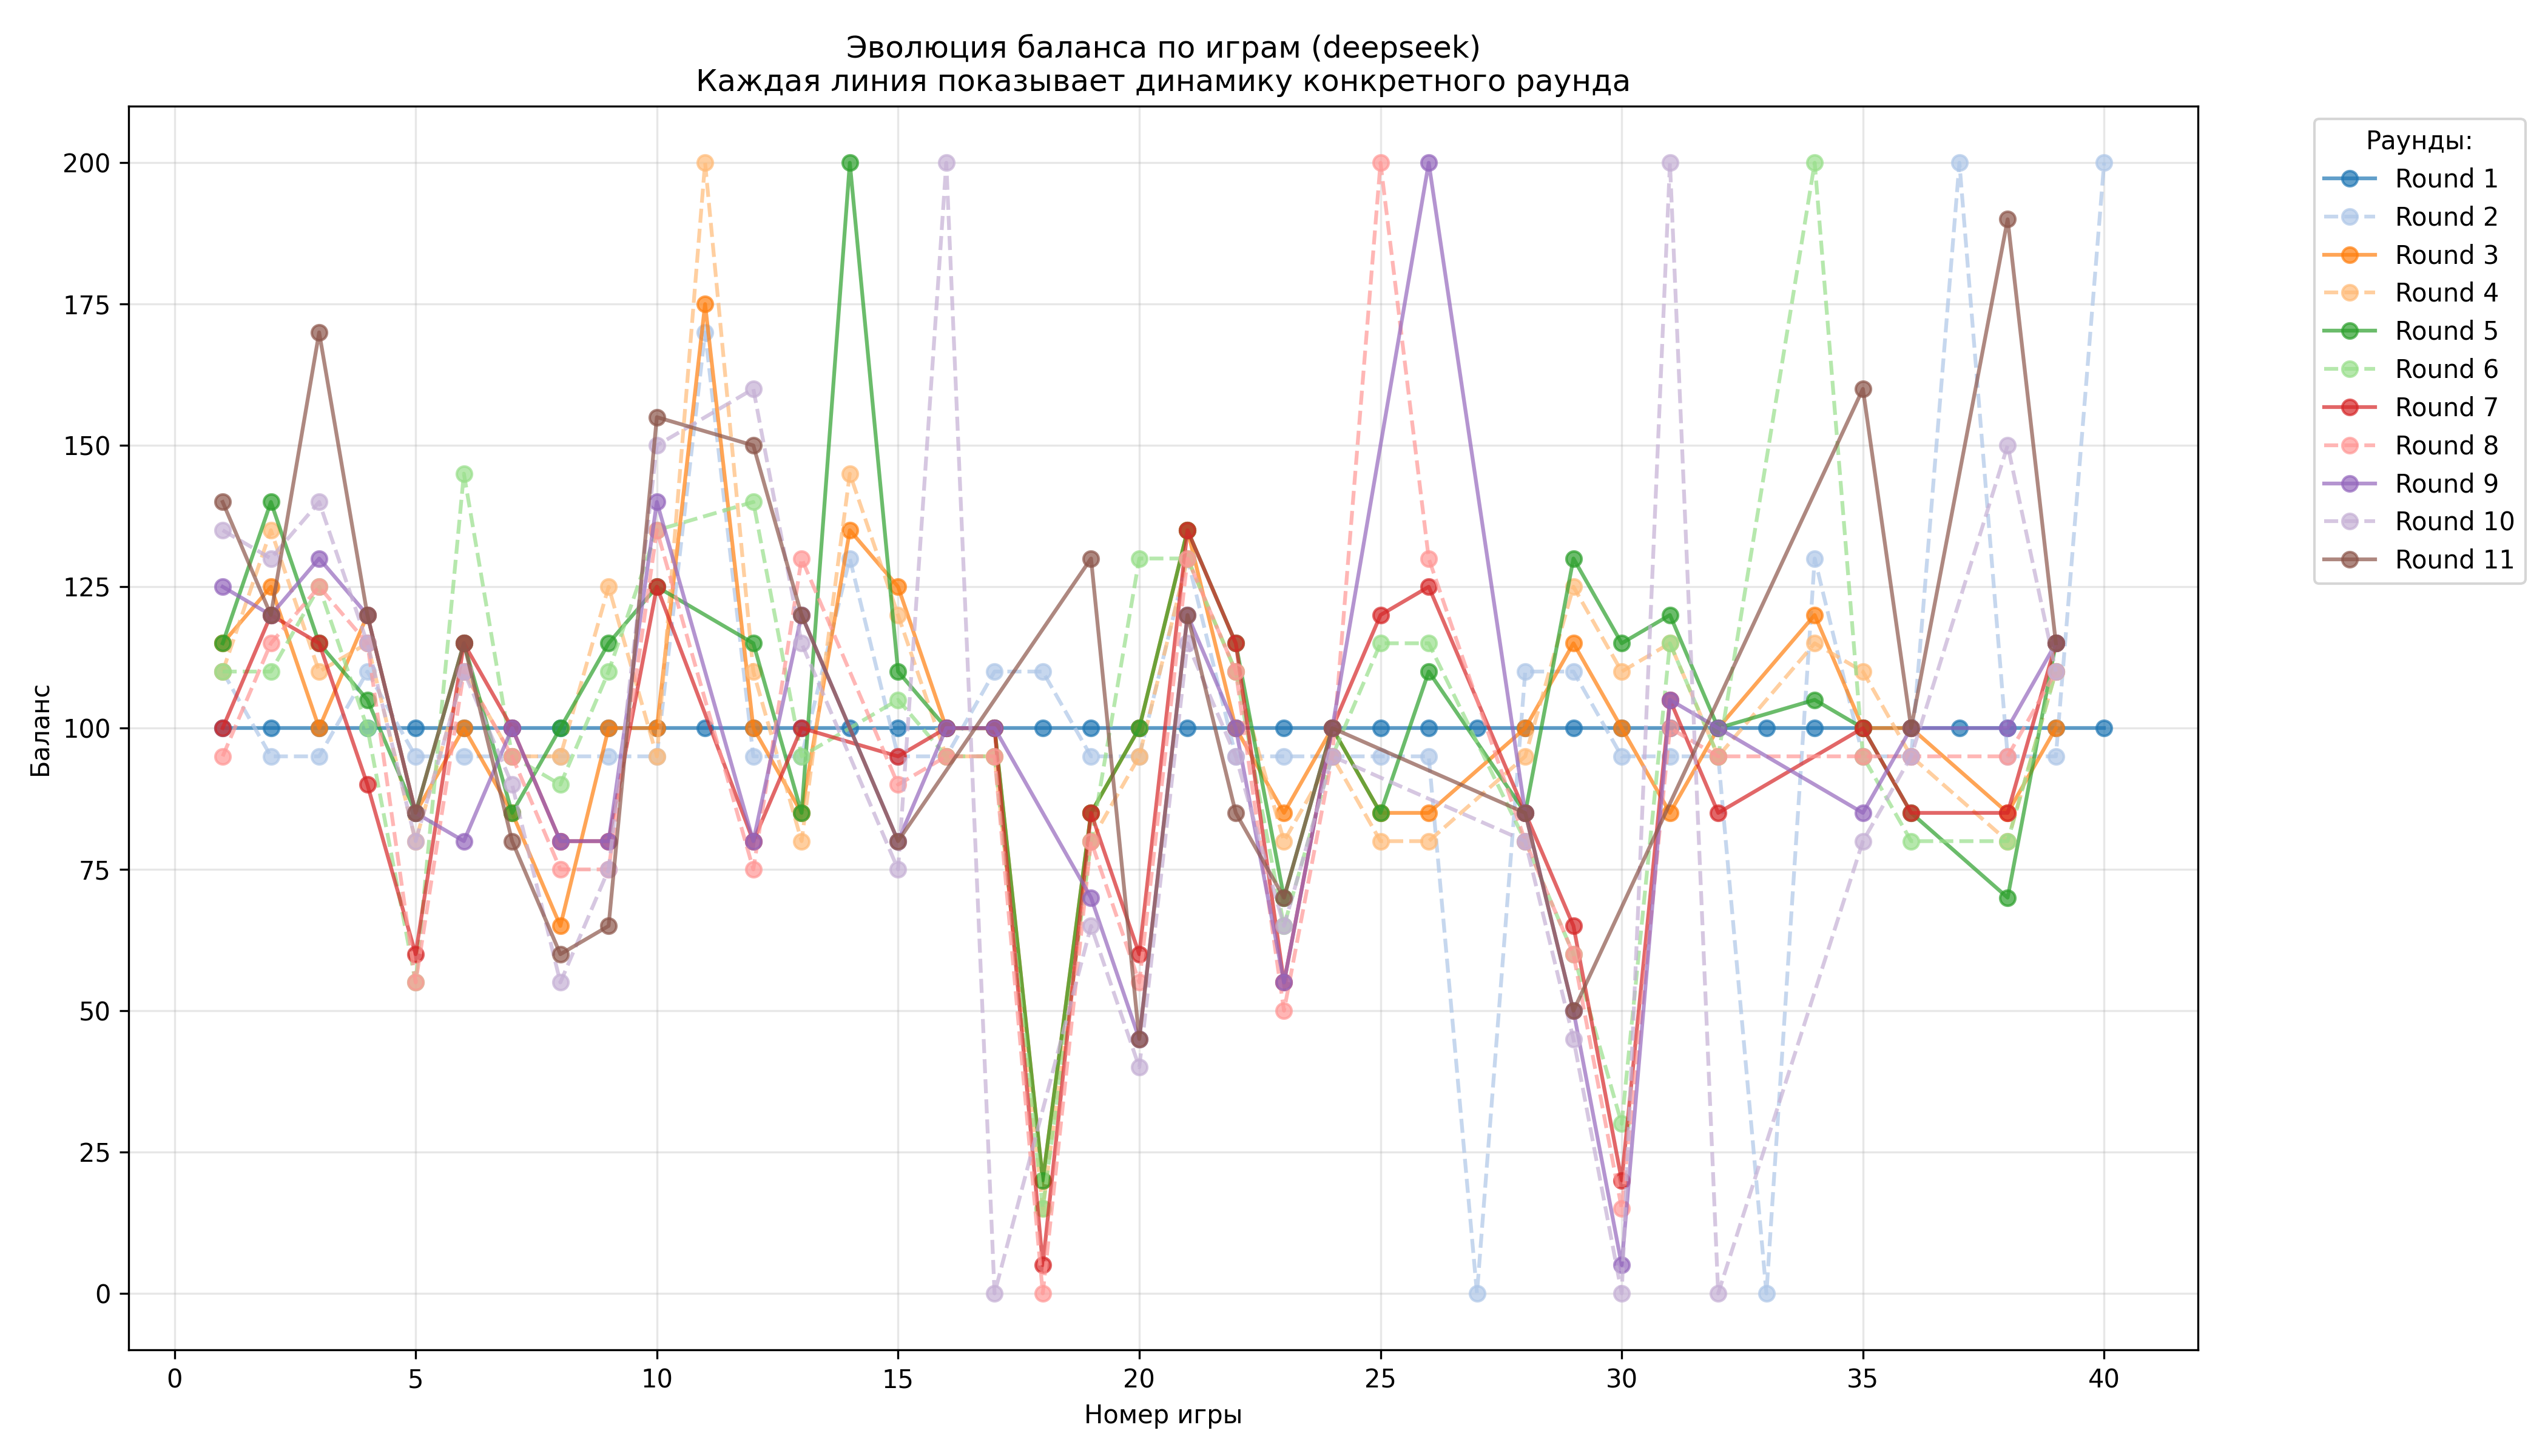 Эволюция баланса по играм (deepseek)
Каждая линия показывает динамику конкретного раунда
Баланс
200
175
150
125
100
75
50
25
0
0 5 10 15 20 25 30 35 40
Номер игры
Раунды:
Round 1
Round 2
Round 3
Round 4
Round 5
Round 6
Round 7
Round 8
Round 9
Round 10
Round 11